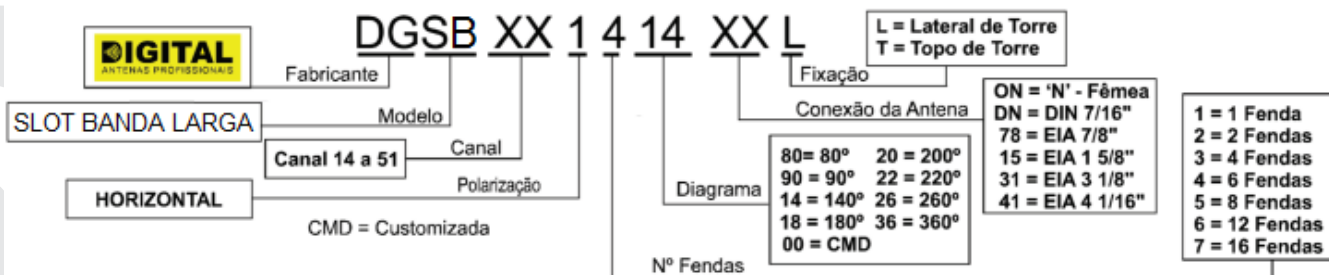 DGSB XX 1 4 14 XX L
L = Lateral de Torre
T = Topo de Torre
DIGITAL
ANTENAS PROFISSIONAIS
Fabricante
Fixação
SLOT BANDA LARGA
Modelo
Conexão da Antena
ON = 'N' - Fêmea
DN = DIN 7/16"
78 = EIA 7/8"
15 = EIA 1 5/8"
31 = EIA 3 1/8"
41 = EIA 4 1/16"
Canal 14 a 51
Canal
HORIZONTAL
Polarização
Diagrama
80= 80º 20 = 200º
90 = 90º 22 = 220º
14 = 140º 26 = 260º
18 = 180º 36 = 360º
00 = CMD
CMD = Customizada
Nº Fendas
1 = 1 Fenda
2 = 2 Fendas
3 = 4 Fendas
4 = 6 Fendas
5 = 8 Fendas
6 = 12 Fendas
7 = 16 Fendas